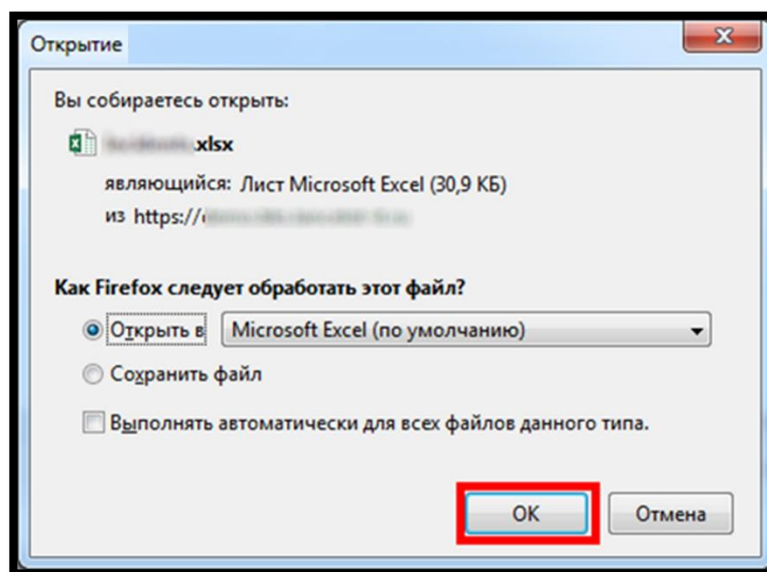 Открытие
Вы собираетесь открыть:
.xlsx
являющийся: Лист Microsoft Excel (30,9 КБ)
из https://
Как Firefox следует обработать этот файл?
Открыть в Microsoft Excel (по умолчанию)
Сохранить файл
Выполнять автоматически для всех файлов данного типа.
ОК Отмена